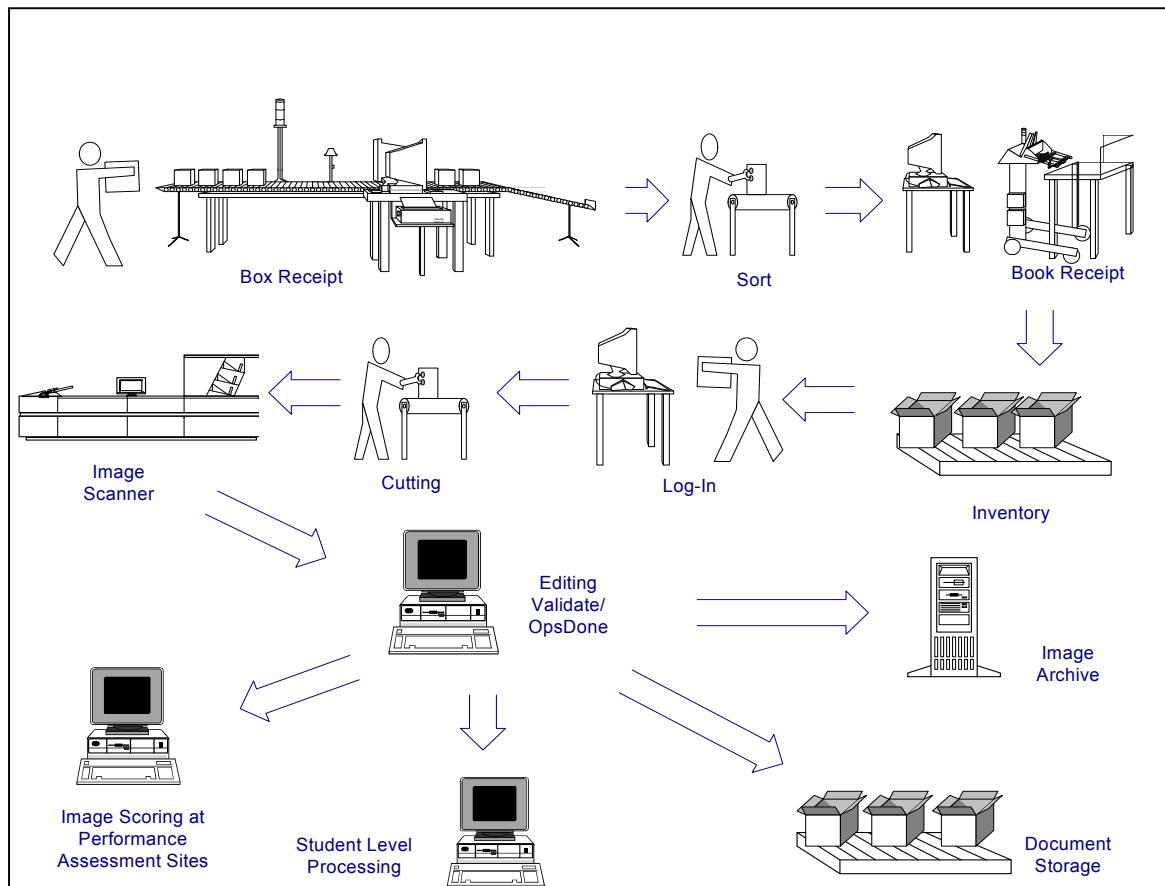 Box Receipt
Sort
Book Receipt
Image
Scanner
Cutting
Log-In
Inventory
Editing
Validate/
OpsDone
Image
Archive
Image Scoring at
Performance
Assessment Sites
Student Level
Processing
Document
Storage